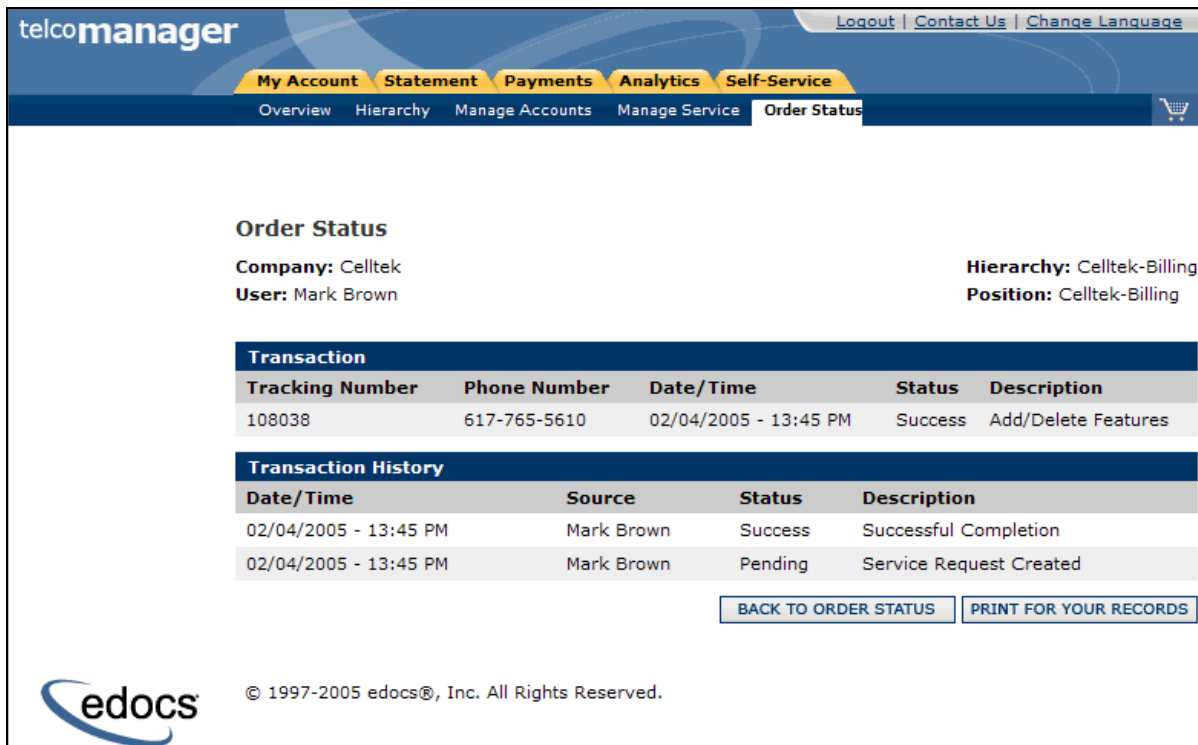 telcomanager
Logout | Contact Us | Change Language
My Account Statement Payments Analytics Self-Service
Overview Hierarchy Manage Accounts Manage Service Order Status
Order Status
Company: Celltek Hierarchy: Celltek-Billing
User: Mark Brown Position: Celltek-Billing
Transaction
Tracking Number Phone Number Date/Time Status Description
108038 617-765-5610 02/04/2005 - 13:45 PM Success Add/Delete Features
Transaction History
Date/Time Source Status Description
02/04/2005 - 13:45 PM Mark Brown Success Successful Completion
02/04/2005 - 13:45 PM Mark Brown Pending Service Request Created
BACK TO ORDER STATUS PRINT FOR YOUR RECORDS
edocs © 1997-2005 edocs®, Inc. All Rights Reserved.